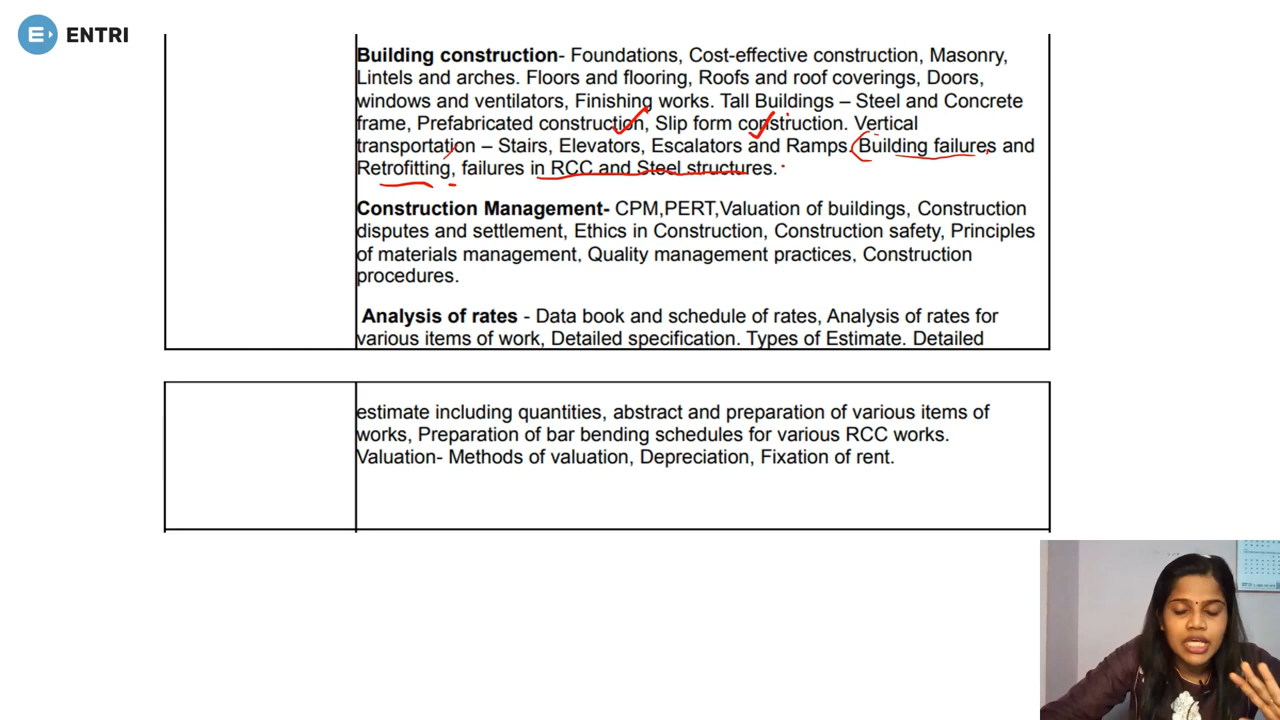 ENTRI
Building construction- Foundations, Cost-effective construction, Masonry,
Lintels and arches. Floors and flooring, Roofs and roof coverings, Doors,
windows and ventilators, Finishing works. Tall Buildings – Steel and Concrete
frame, Prefabricated construction, Slip form construction. Vertical
transportation – Stairs, Elevators, Escalators and Ramps. Building failures and
Retrofitting, failures in RCC and Steel structures.
Construction Management- CPM,PERT,Valuation of buildings, Construction
disputes and settlement, Ethics in Construction, Construction safety, Principles
of materials management, Quality management practices, Construction
procedures.
Analysis of rates - Data book and schedule of rates, Analysis of rates for
various items of work, Detailed specification. Types of Estimate. Detailed
estimate including quantities, abstract and preparation of various items of
works, Preparation of bar bending schedules for various RCC works.
Valuation- Methods of valuation, Depreciation, Fixation of rent.